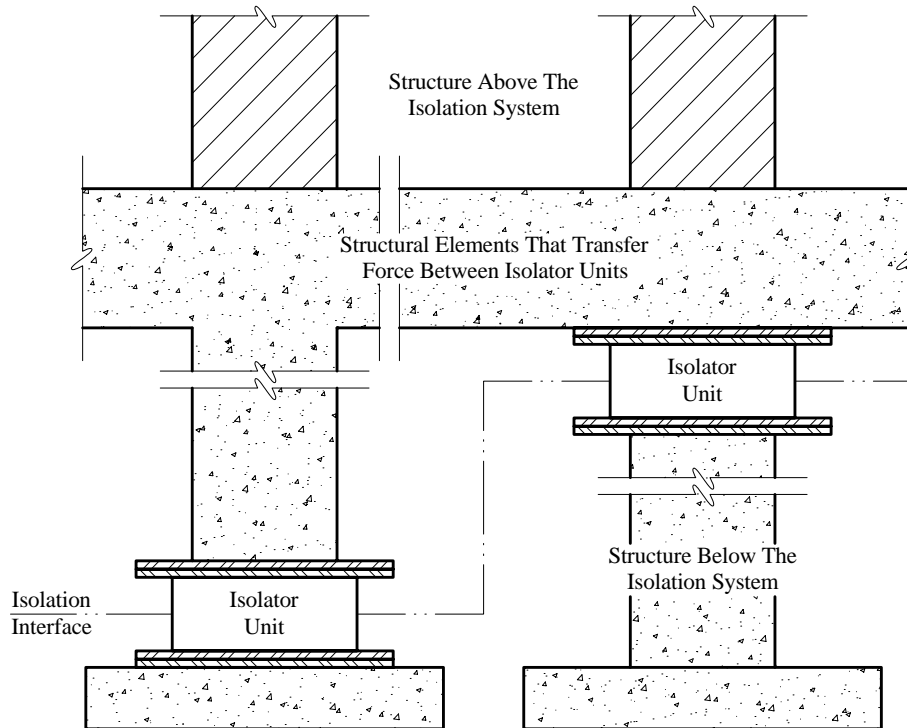 Structure Above The
Isolation System
Structural Elements That Transfer
Force Between Isolator Units
Isolator
Unit
Structure Below The
Isolation System
Isolation
Interface
Isolator
Unit